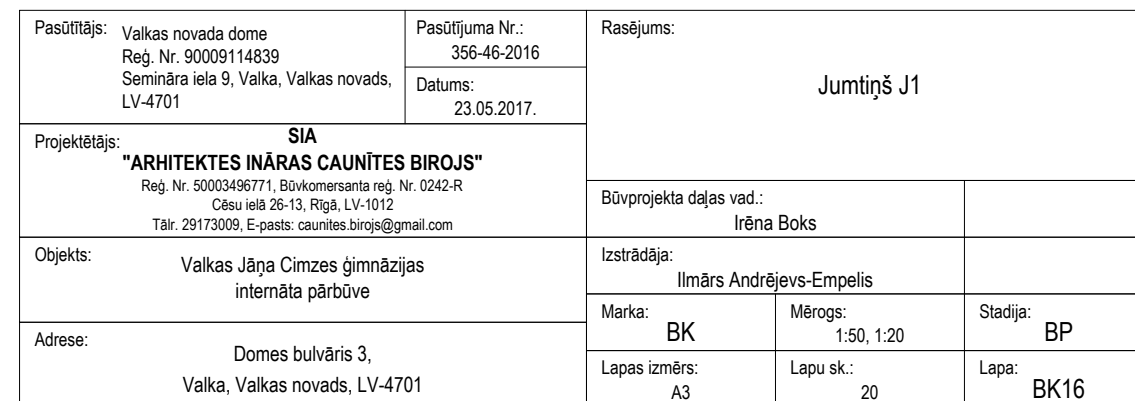 Pasūtītājs:
Valkas novada dome
Reģ. Nr. 90009114839
Semināra iela 9, Valka, Valkas novads,
LV-4701
Pasūtījuma Nr.:
356-46-2016
Datums:
23.05.2017.
Rasējums:
Jumtiņš J1
Projektētājs:
SIA
"ARHITEKTES INĀRAS CAUNĪTES BIROJS"
Reģ. Nr. 50003496771, Būvkomersanta reģ. Nr. 0242-R
Cēsu ielā 26-13, Rīgā, LV-1012
Tālr. 29173009, E-pasts: caunites.birojs@gmail.com
Būvprojekta daļas vad.:
Irēna Boks
Objekts:
Valkas Jāņa Cimzes ģimnāzijas
internāta pārbūve
Izstrādāja:
Ilmārs Andrējevs-Empelis
Marka:
BK
Mērogs:
1:50, 1:20
Stadija:
BP
Adrese:
Domes bulvāris 3,
Valka, Valkas novads, LV-4701
Lapas izmērs:
A3
Lapu sk.:
20
Lapa:
BK16